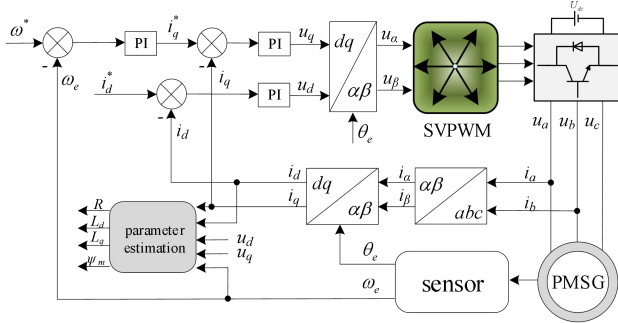 ω*
-
ω_e
PI
i_q*
-
i_q
PI
u_q
i_d*
-
i_d
PI
u_d
dq
αβ
θ_e
u_α
u_β
SVPWM
U_dc
u_a
u_b
u_c
i_d
i_q
dq
αβ
i_α
i_β
αβ
abc
i_a
i_b
R
L_d
L_q
ψ_m
parameter
estimation
u_d
u_q
θ_e
ω_e
sensor
PMSG